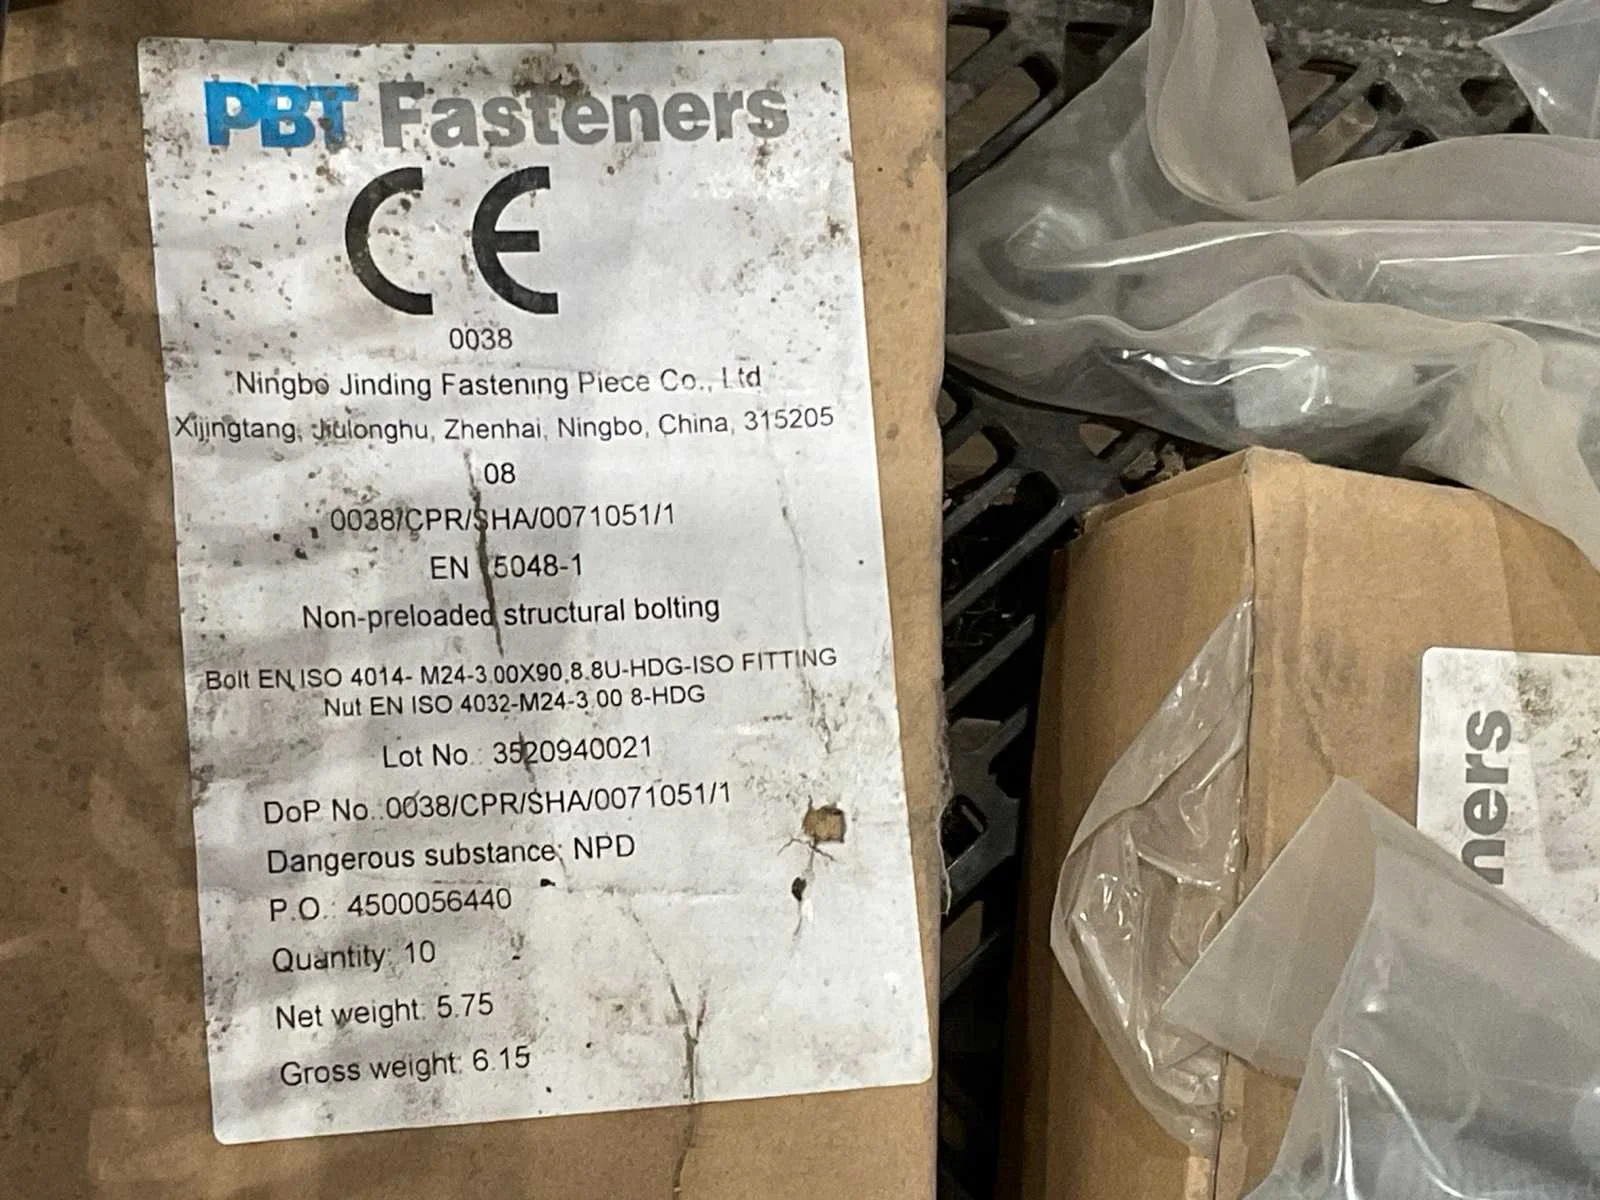 PBT Fasteners
CE
0038
Ningbo Jinding Fastening Piece Co., Ltd
Xijingtang, Jiulonghu, Zhenhai, Ningbo, China, 315205
08
0038/CPR/SHA/0071051/1
EN 15048-1
Non-preloaded structural bolting
Bolt EN ISO 4014- M24-3.00X90.8.8U-HDG-ISO FITTING
Nut EN ISO 4032-M24-3.00 8-HDG
Lot No.: 3520940021
DoP No.:0038/CPR/SHA/0071051/1
Dangerous substance: NPD
P.O.: 4500056440
Quantity: 10
Net weight: 5.75
Gross weight: 6.15
ners